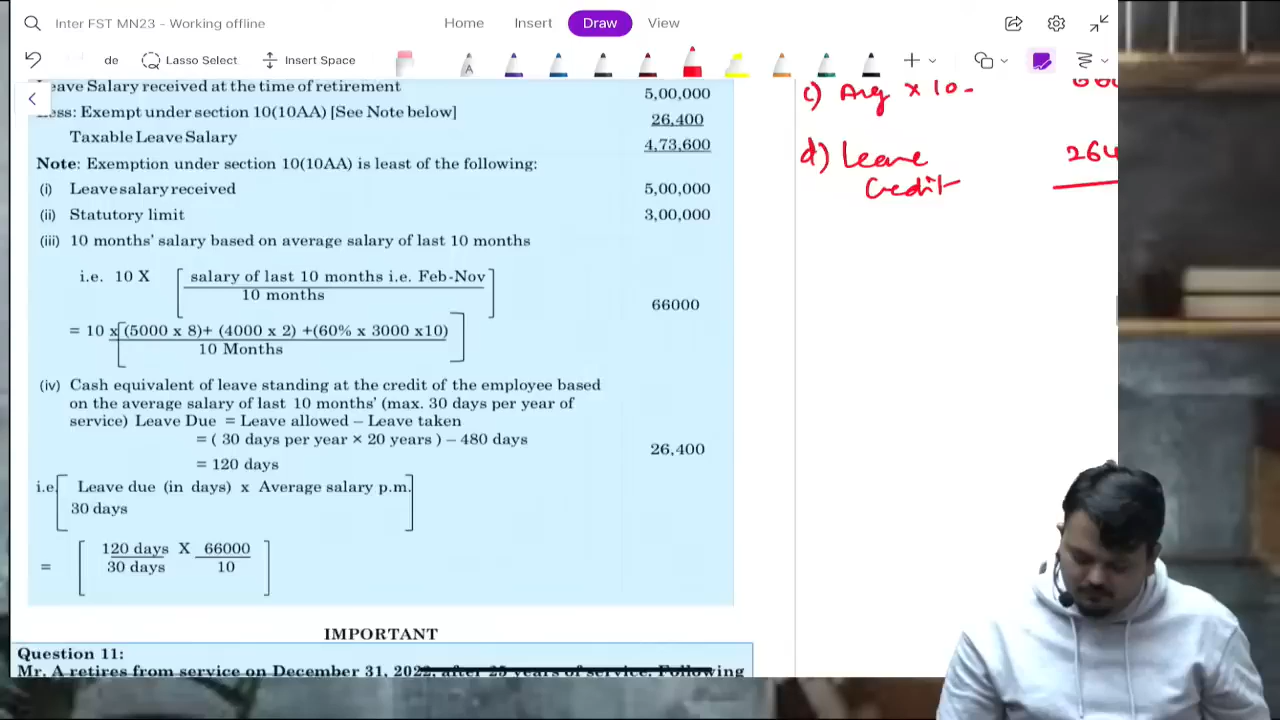 Inter FST MN23 - Working offline
Home Insert Draw View
de Lasso Select Insert Space
eave Salary received at the time of retirement 5,00,000
ess: Exempt under section 10(10AA) [See Note below] 26,400
Taxable Leave Salary 4,73,600
Note: Exemption under section 10(10AA) is least of the following:
(i) Leave salary received 5,00,000
(ii) Statutory limit 3,00,000
(iii) 10 months' salary based on average salary of last 10 months
i.e. 10 X [ salary of last 10 months i.e. Feb-Nov ]
10 months
66000
= 10 x (5000 x 8)+ (4000 x 2) +(60% x 3000 x10)
10 Months
(iv) Cash equivalent of leave standing at the credit of the employee based
on the average salary of last 10 months' (max. 30 days per year of
service) Leave Due = Leave allowed – Leave taken
= ( 30 days per year × 20 years ) – 480 days 26,400
= 120 days
i.e. Leave due (in days) x Average salary p.m.
30 days
= [ 120 days X 66000 ]
30 days 10
IMPORTANT
Question 11:
Mr. A retires from service on December 31, 2022, after 25 years of service. Following
c) Avg x 10-
d) Leave 264
Credit